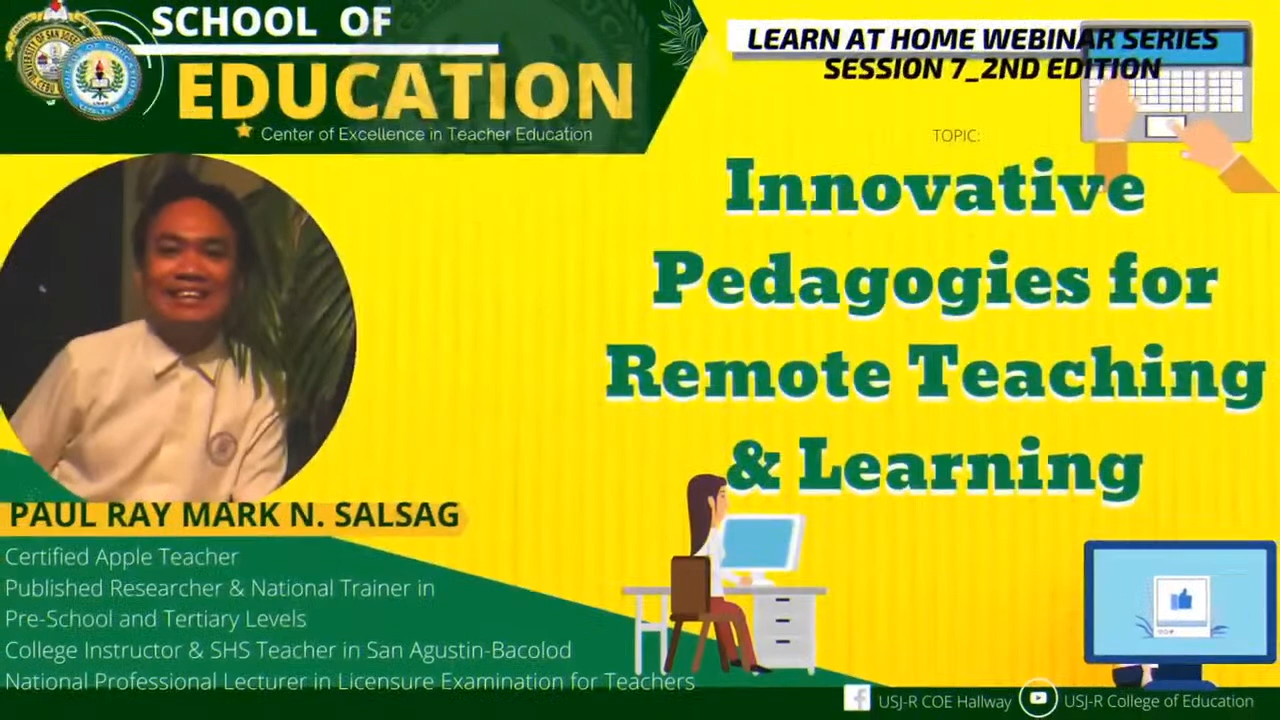 SCHOOL OF
EDUCATION
Center of Excellence in Teacher Education
LEARN AT HOME WEBINAR SERIES
SESSION 7_2ND EDITION
TOPIC:
Innovative
Pedagogies for
Remote Teaching
& Learning
PAUL RAY MARK N. SALSAG
Certified Apple Teacher
Published Researcher & National Trainer in
Pre-School and Tertiary Levels
College Instructor & SHS Teacher in San Agustin-Bacolod
National Professional Lecturer in Licensure Examination for Teachers
USJ-R COE Hallway
USJ-R College of Education